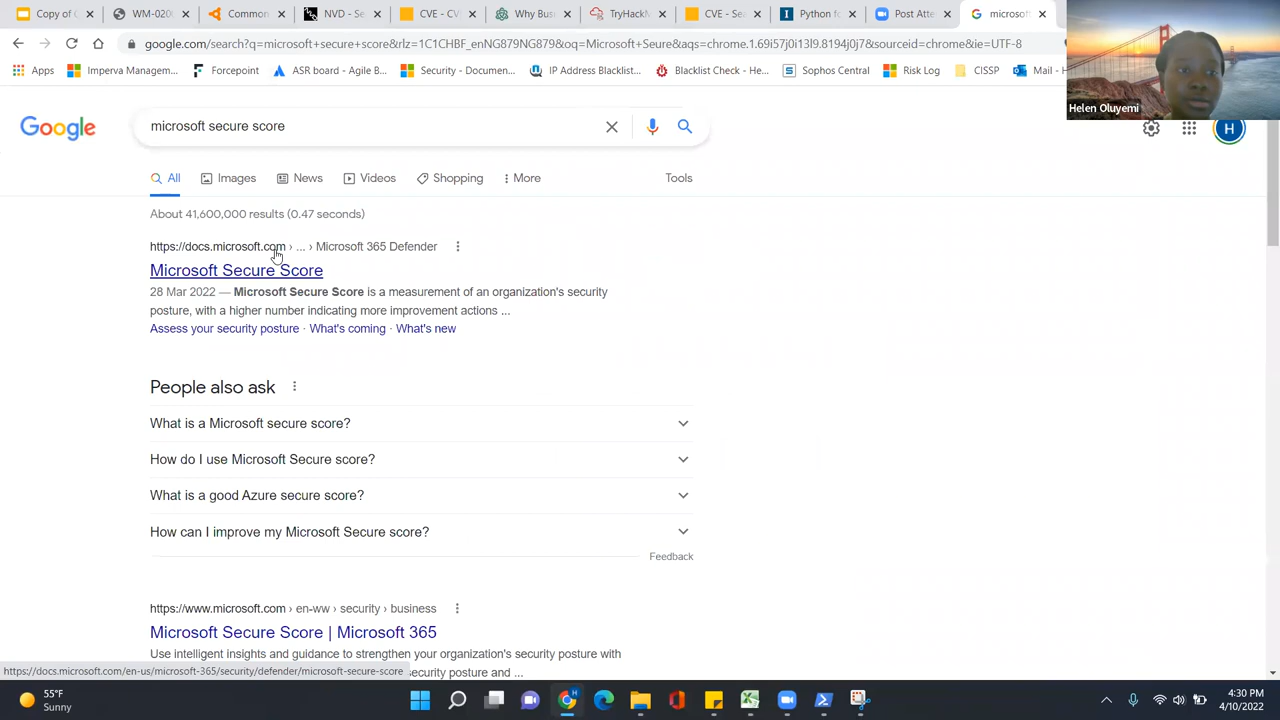 Copy of C
WM-020
Common
NVD - Se
CVE - CV
Why Bus
TryHackM
CVE - Sea
Python fo
Post Atte
microsoft
google.com/search?q=microsoft+secure+score&rlz=1C1CHBF_enNG879NG879&oq=Microsoft+Seure&aqs=chrome.1.69i57j0i13l9.8194j0j7&sourceid=chrome&ie=UTF-8
Apps
Imperva Managem...
Forcepoint
ASR board - Agile B...
Security - Documen...
IP Address Blacklist...
Blacklist Check - He...
Sophos Central
Risk Log
CISSP
Mail - H
Helen Oluyemi
Google
microsoft secure score
H
All
Images
News
Videos
Shopping
More
Tools
About 41,600,000 results (0.47 seconds)
https://docs.microsoft.com › ... › Microsoft 365 Defender
Microsoft Secure Score
28 Mar 2022 — Microsoft Secure Score is a measurement of an organization's security
posture, with a higher number indicating more improvement actions ...
Assess your security posture · What's coming · What's new
People also ask
What is a Microsoft secure score?
How do I use Microsoft Secure score?
What is a good Azure secure score?
How can I improve my Microsoft Secure score?
Feedback
https://www.microsoft.com › en-ww › security › business
Microsoft Secure Score | Microsoft 365
Use intelligent insights and guidance to strengthen your organization's security posture with
https://docs.microsoft.com/en-us/microsoft-365/security/defender/microsoft-secure-score
security posture and ...
55°F
Sunny
4:30 PM
4/10/2022